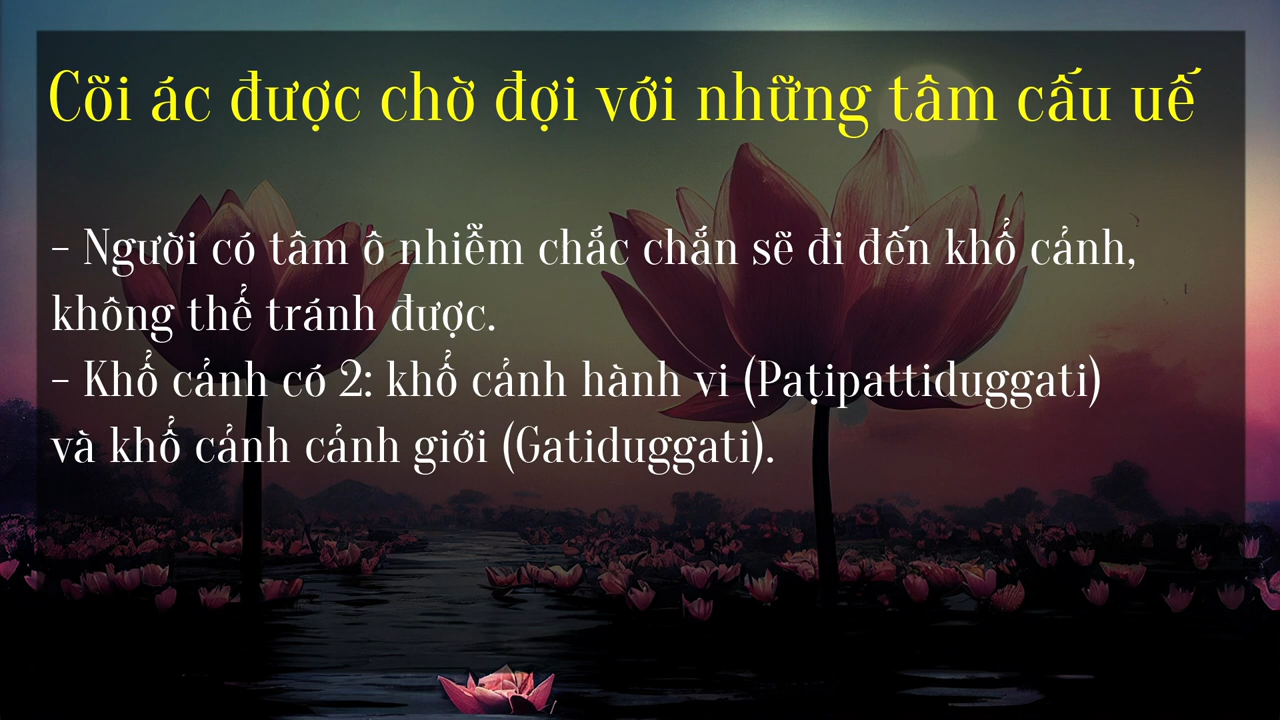 Cõi ác được chờ đợi với những tâm cấu uế
- Người có tâm ô nhiễm chắc chắn sẽ đi đến khổ cảnh,
không thể tránh được.
- Khổ cảnh có 2: khổ cảnh hành vi (Paṭipattiduggati)
và khổ cảnh cảnh giới (Gatiduggati).